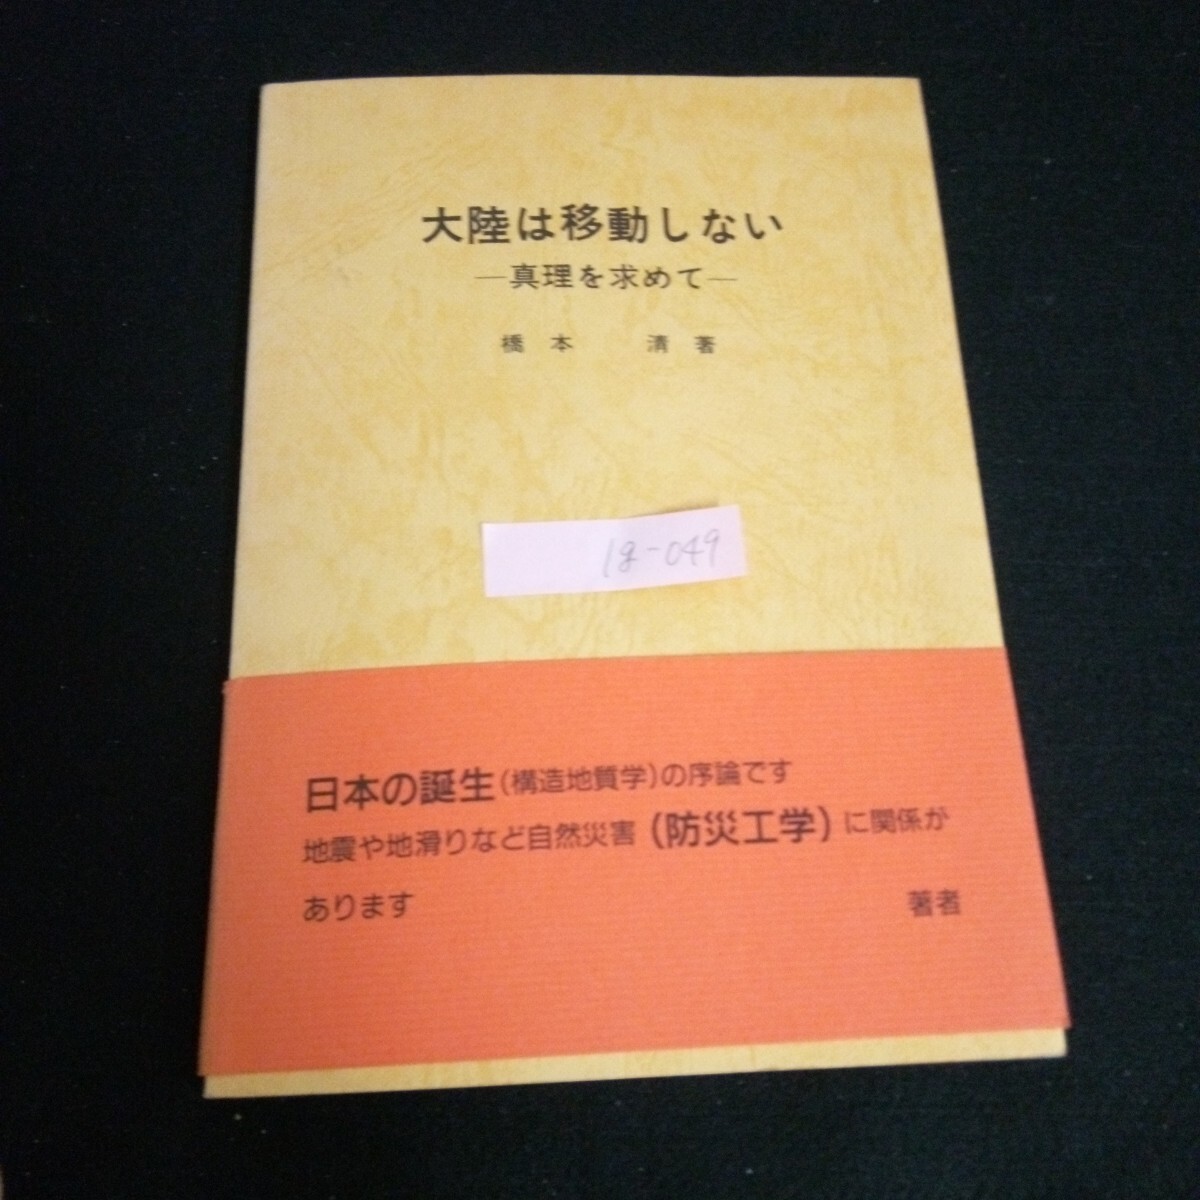 大陸は移動しない
―真理を求めて―
橋本 清著
1g-049
日本の誕生(構造地質学)の序論です
地震や地滑りなど自然災害(防災工学)に関係が
あります 著者